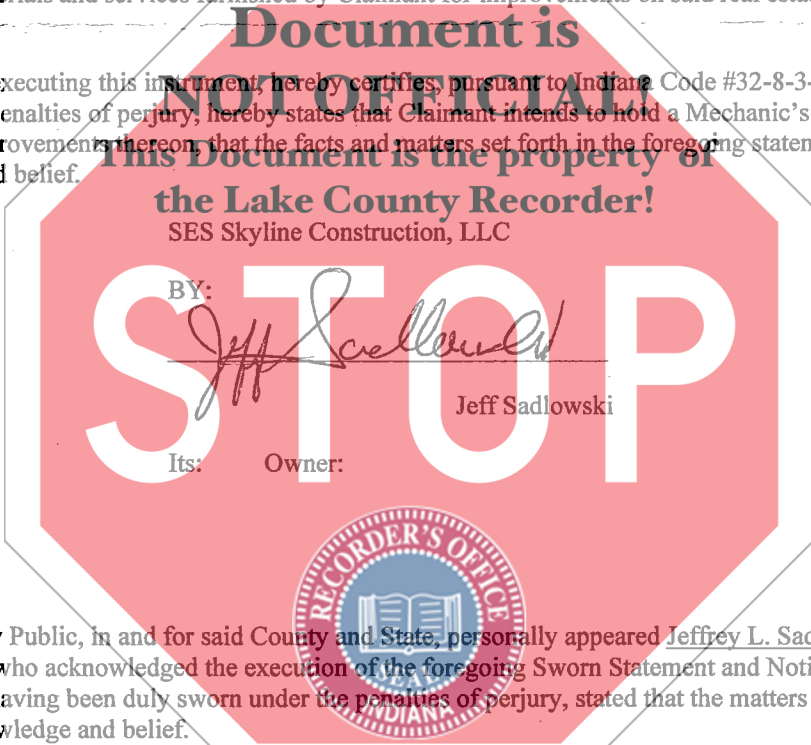 Document is
xecuting this instrument, hereby certifies, pursuant to Indiana Code #32-8-3-
NOT OFFICIAL!
enalties of perjury, hereby states that Claimant intends to hold a Mechanic's
rovements thereon, that the facts and matters set forth in the foregoing statem
This Document is the property of
d belief.
the Lake County Recorder!
SES Skyline Construction, LLC
STOP
BY:
Jeff Sadlowski
Jeff Sadlowski
Its: Owner:
RECORDER'S OFFICE
Public, in and for said County and State, personally appeared Jeffrey L. Sad
who acknowledged the execution of the foregoing Sworn Statement and Noti
SEAL
aving been duly sworn under the penalties of perjury, stated that the matters
INDIANA
wledge and belief.